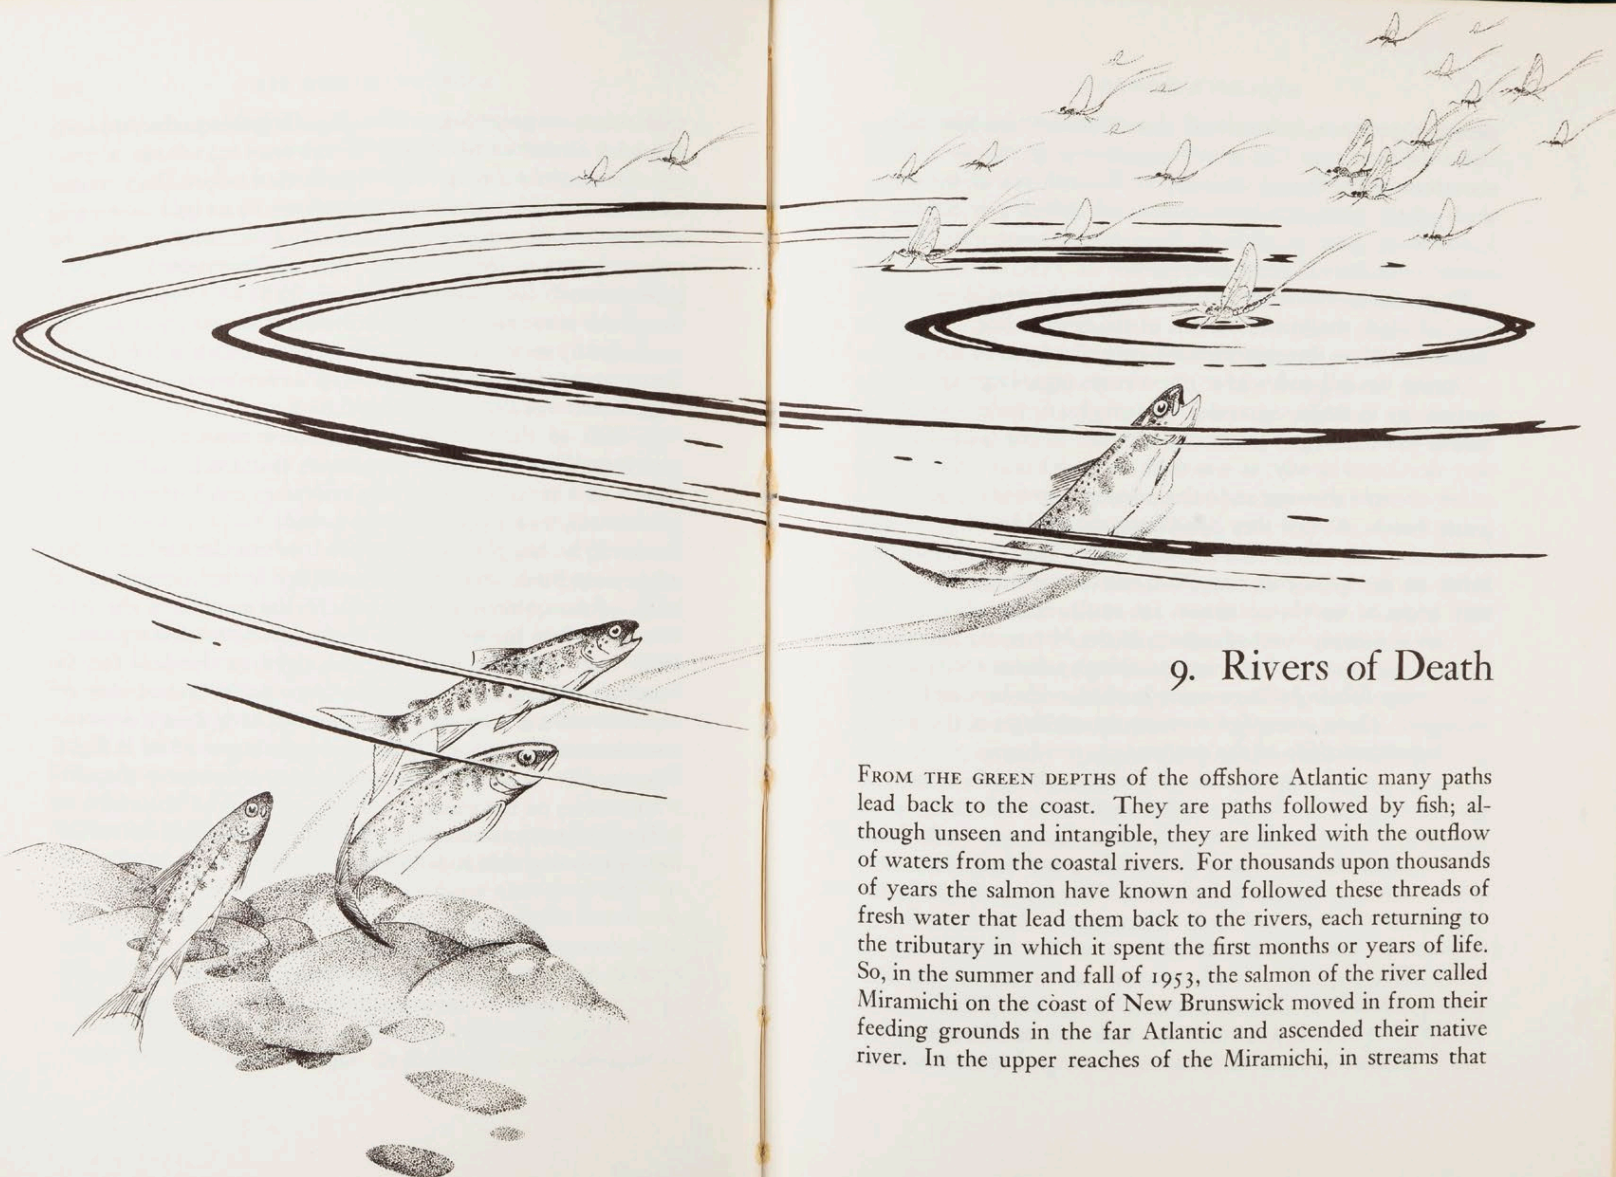 9. Rivers of Death
FROM THE GREEN DEPTHS of the offshore Atlantic many paths
lead back to the coast. They are paths followed by fish; al-
though unseen and intangible, they are linked with the outflow
of waters from the coastal rivers. For thousands upon thousands
of years the salmon have known and followed these threads of
fresh water that lead them back to the rivers, each returning to
the tributary in which it spent the first months or years of life.
So, in the summer and fall of 1953, the salmon of the river called
Miramichi on the coast of New Brunswick moved in from their
feeding grounds in the far Atlantic and ascended their native
river. In the upper reaches of the Miramichi, in streams that